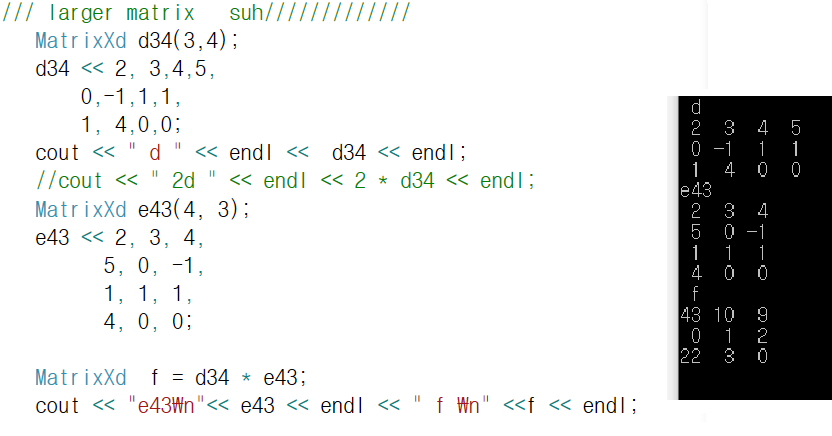 /// larger matrix   suh/////////////
MatrixXd d34(3,4);
d34 << 2, 3,4,5,
0,-1,1,1,
1, 4,0,0;
cout << " d " << endl <<  d34 << endl;
//cout << " 2d " << endl << 2 * d34 << endl;
MatrixXd e43(4, 3);
e43 << 2, 3, 4,
5, 0, -1,
1, 1, 1,
4, 0, 0;
MatrixXd  f = d34 * e43;
cout << "e43₩n"<< e43 << endl << " f ₩n" <<f << endl;
d
2  3  4  5
0 -1  1  1
1  4  0  0
e43
2  3  4
5  0 -1
1  1  1
4  0  0
f
43 10  9
0  1  2
22  3  0